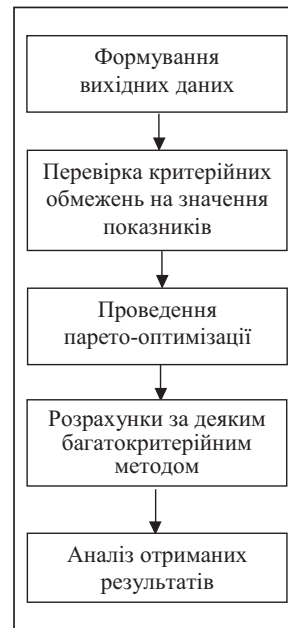 Формування
вихідних даних
Перевірка критерійних
обмежень на значення
показників
Проведення
парето-оптимізації
Розрахунки за деяким
багатокритерійним
методом
Аналіз отриманих
результатів